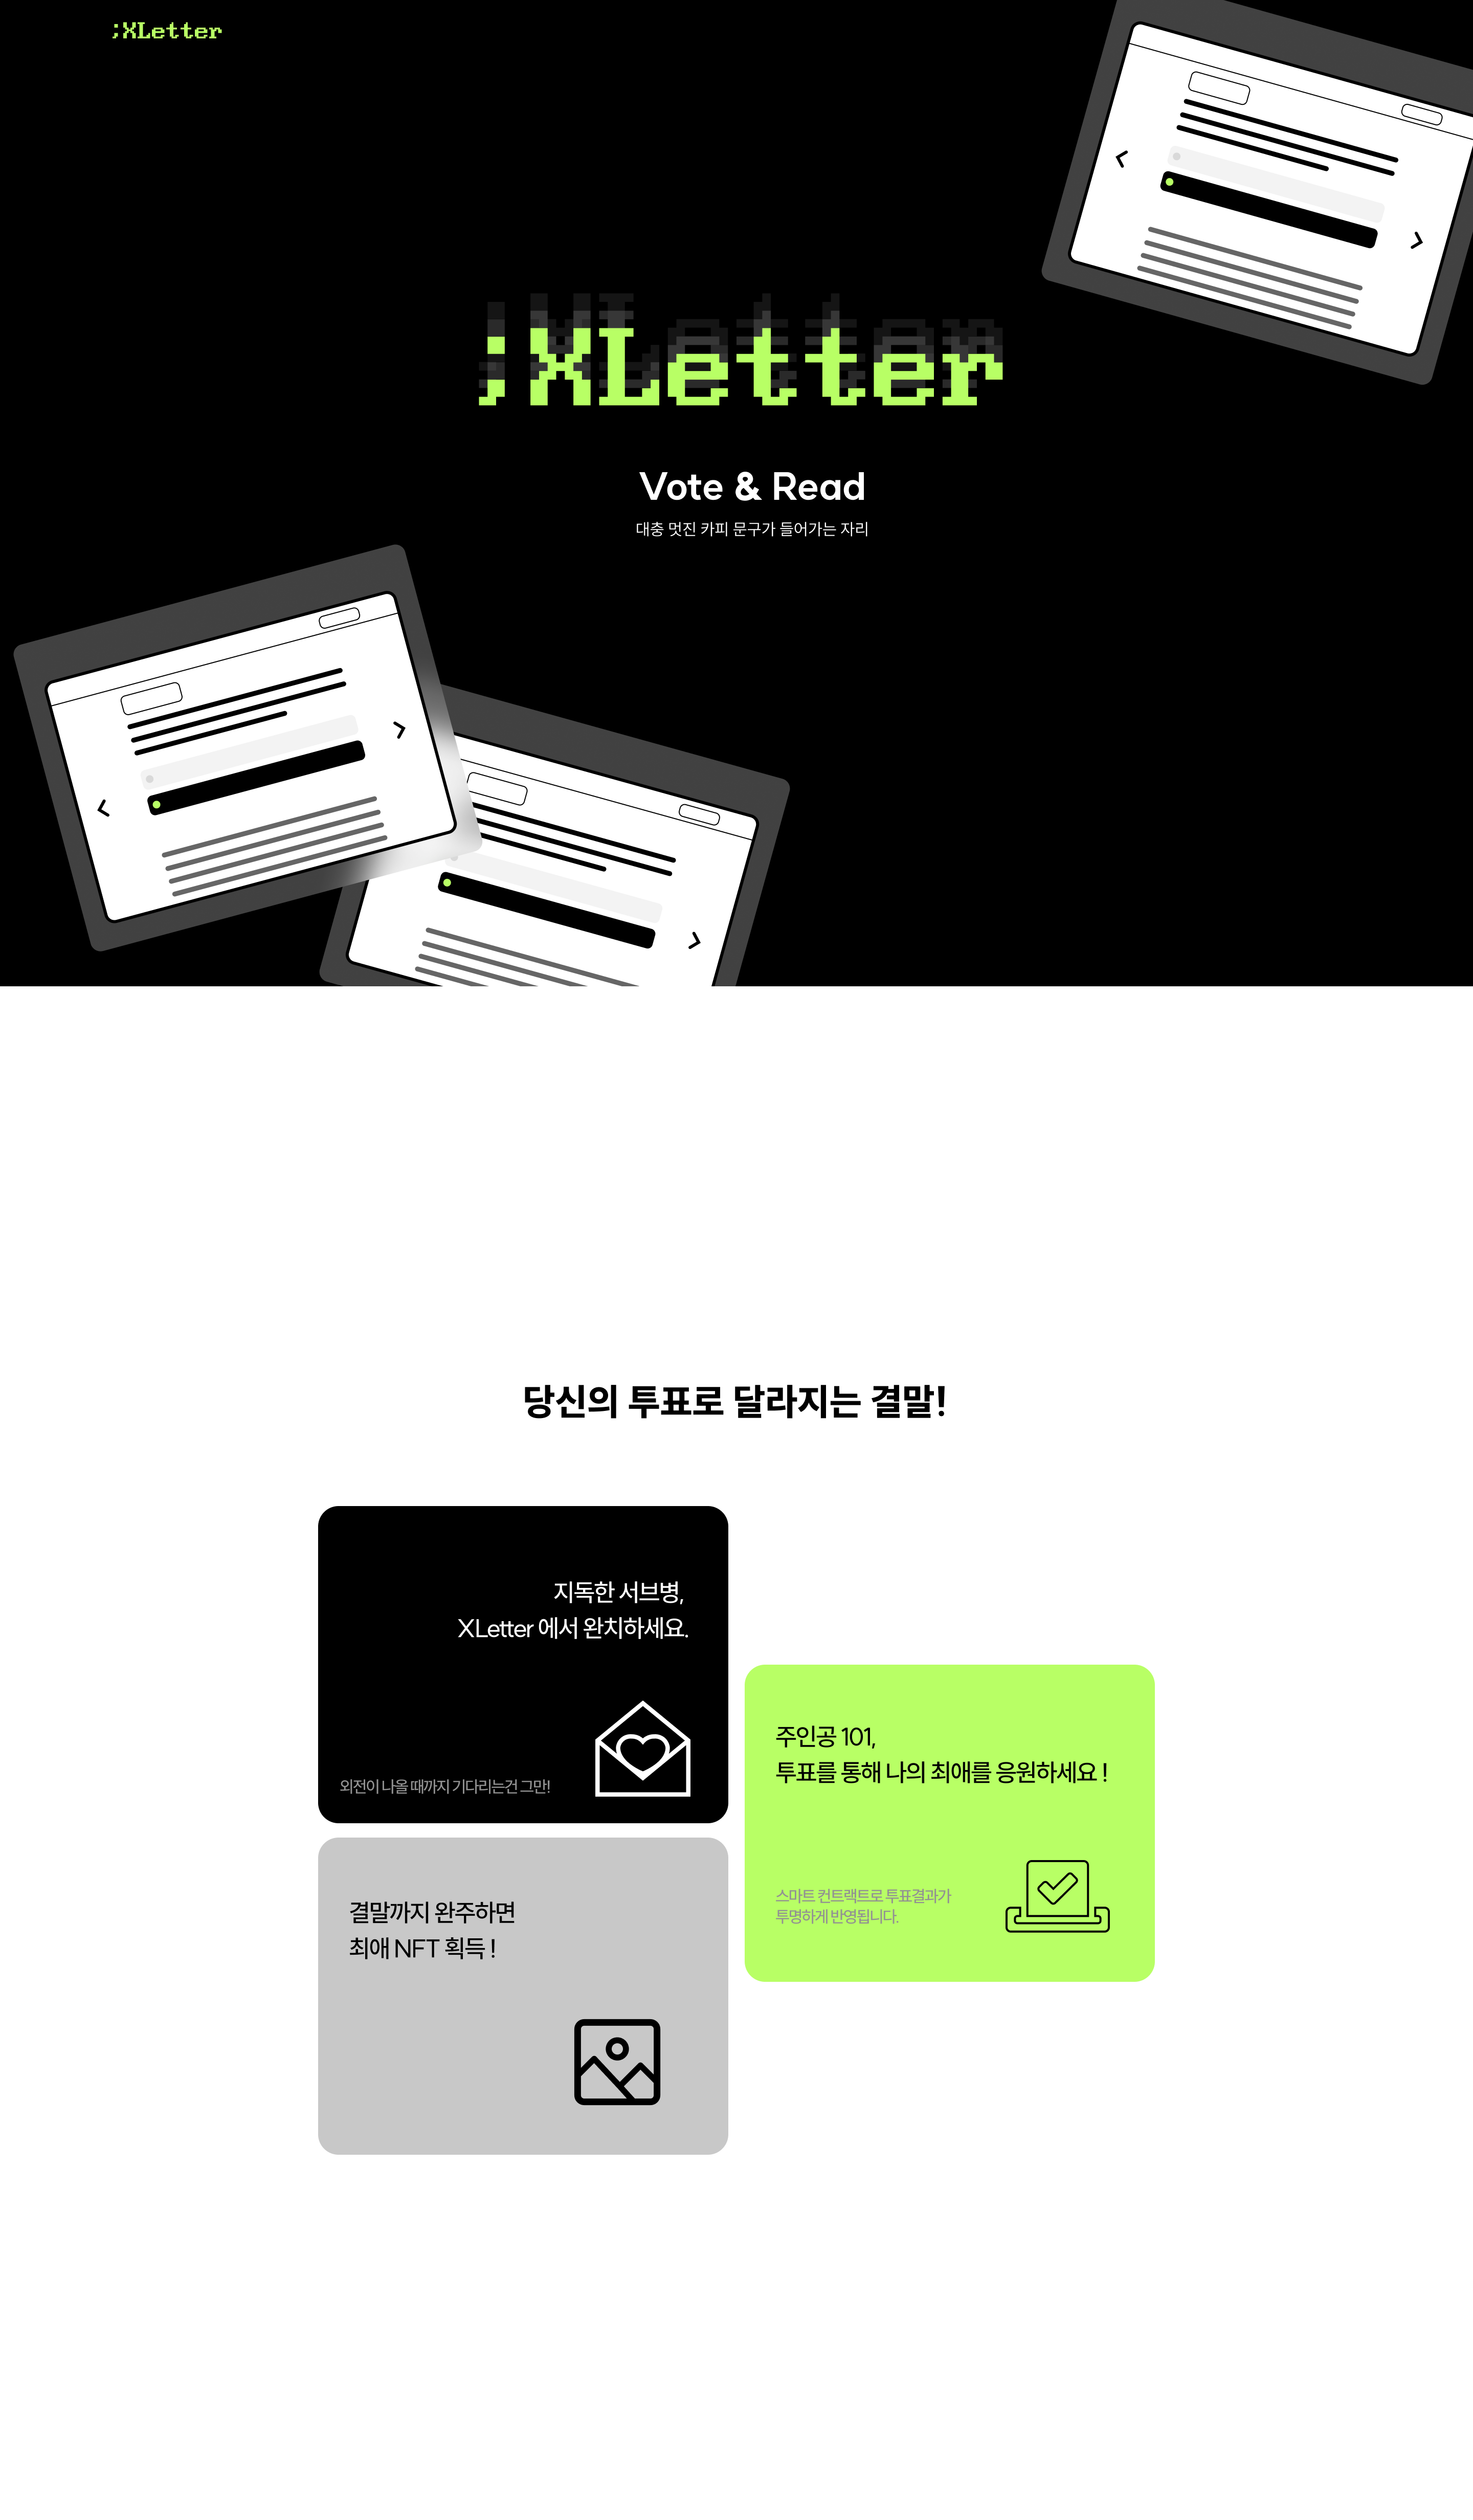 ;XLetter
;XLetter
Vote & Read
대충 멋진 카피 문구가 들어가는 자리
당신의 투표로 달라지는 결말!
지독한 서브병,
XLetter 에서 완치하세요.
외전이 나올 때까지 기다리는건 그만!
주인공 101,
투표를 통해 나의 최애를 응원하세요 !
스마트 컨트랙트로 투표결과가
투명하게 반영됩니다.
결말까지 완주하면
최애 NFT 획득 !